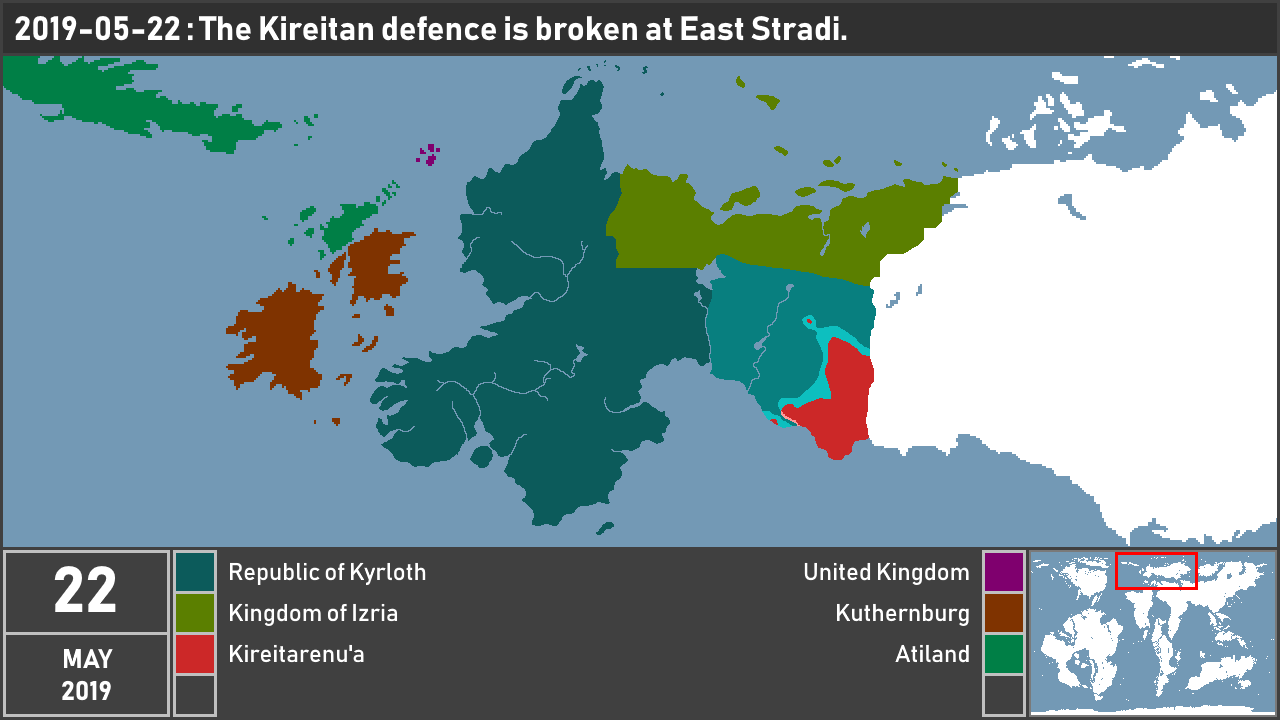 2019-05-22 : The Kireitan defence is broken at East Stradi.
22
MAY
2019
Republic of Kyrloth
Kingdom of Izria
Kireitarenu'a
United Kingdom
Kuthernburg
Atiland